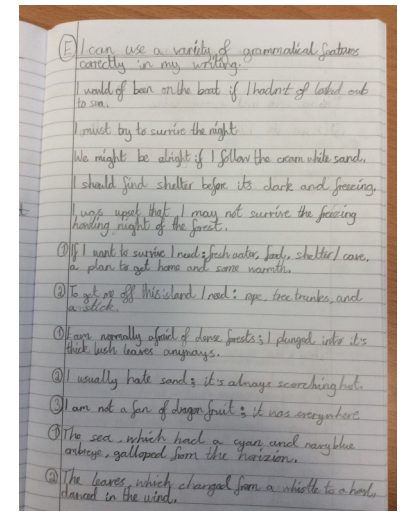 (E) I can use a variety of grammatical features
corectly in my writing.
I would of been on the boat if I hadn't of lashd out
to sea.
I must try to survive the night
We might be alright if I follow the cream white sand.
I should find shelter before its dark and freezing.
I was upset that I may not survive the freezing
howling night of the forest.
① If I want to survive I need: fresh water, food, shelter/cave,
a plan to get home and some warmth.
② To get me off this island I need: rope, tree trunks, and
a stick.
① I am normally afraid of dense forests; I plunged into it's
thick lush leaves anyways.
② I usually hate sand; it's always scorching hot.
③ I am not a fan of dragon fruit; it was everywhere
① The sea, which had a cyan and navy blue
, galloped from the horizion.
② The leaves, which changed from a whistle to a howl,
danced in the wind.